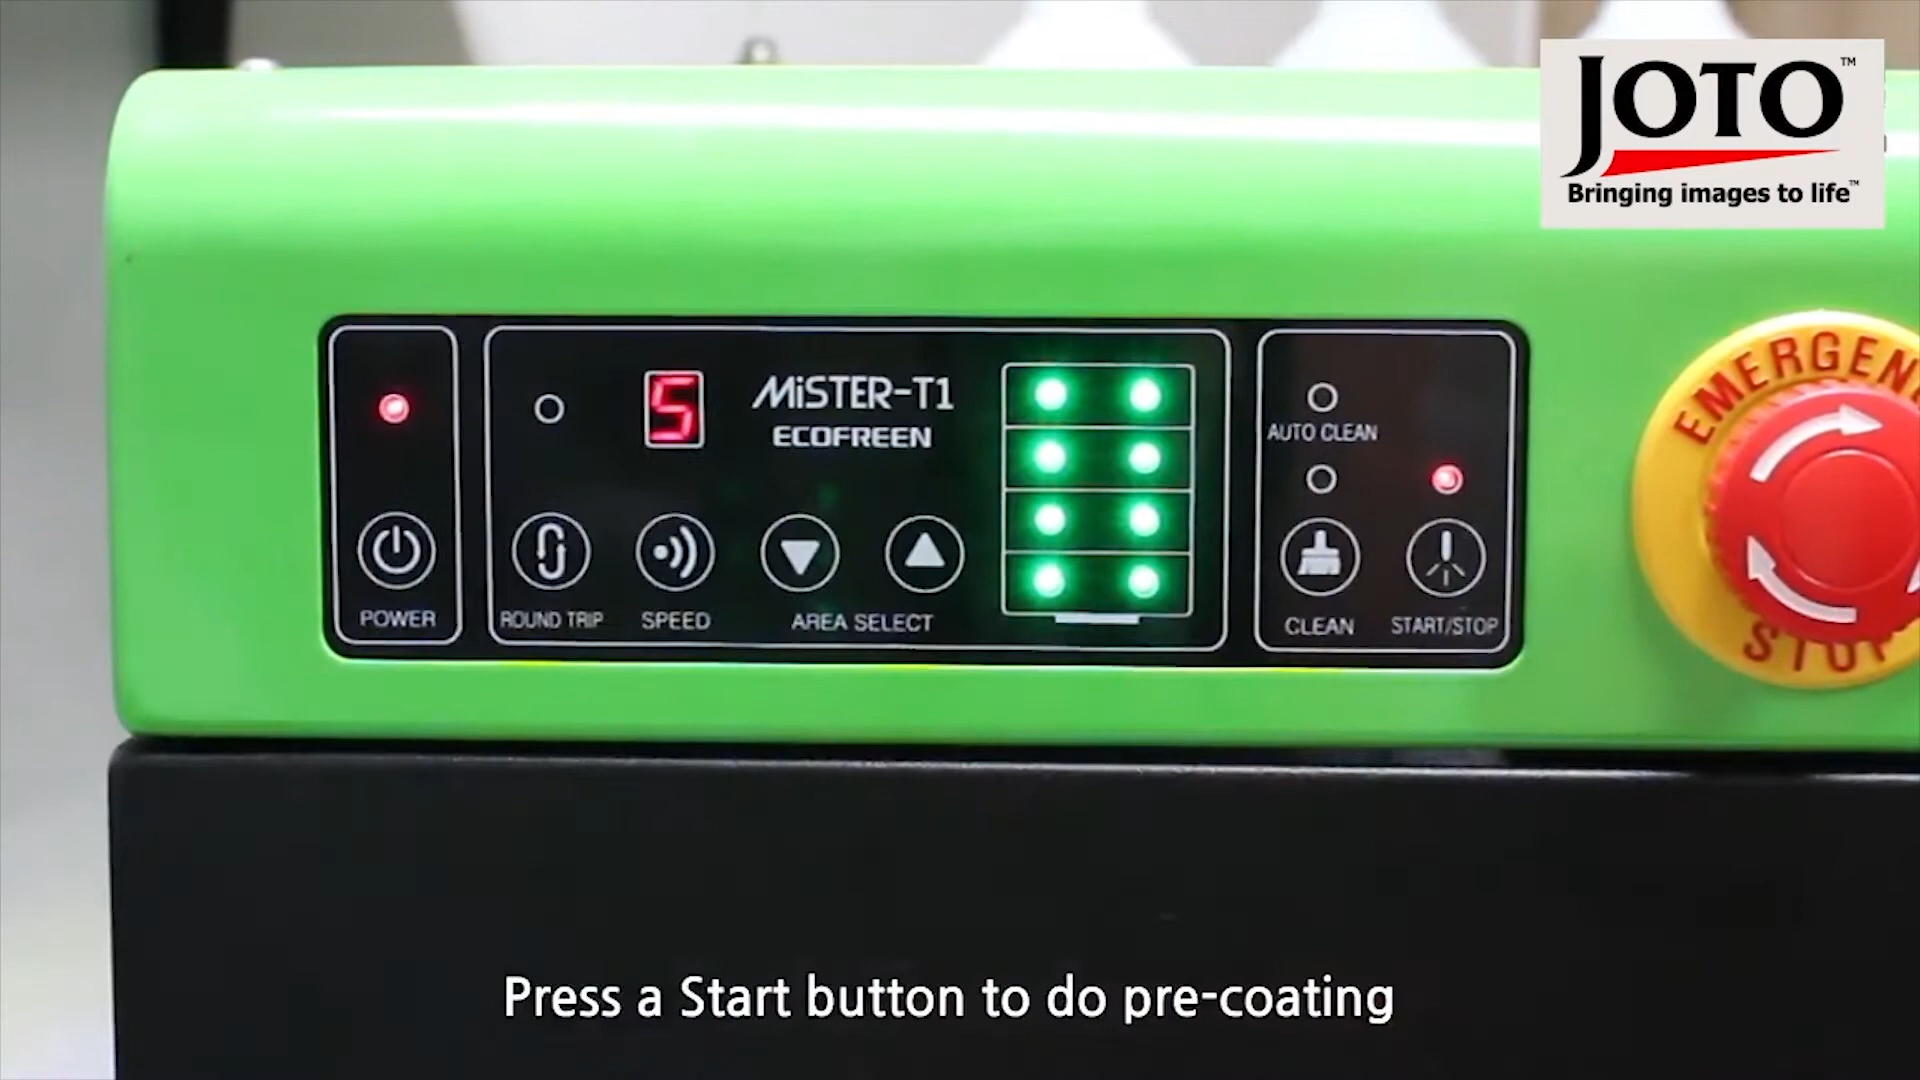 JOTO™
Bringing images to life™
5
MiSTER-T1
ECOFREEN
AUTO CLEAN
POWER
ROUND TRIP
SPEED
AREA SELECT
CLEAN
START/STOP
EMERGEN
STOP
Press a Start button to do pre-coating